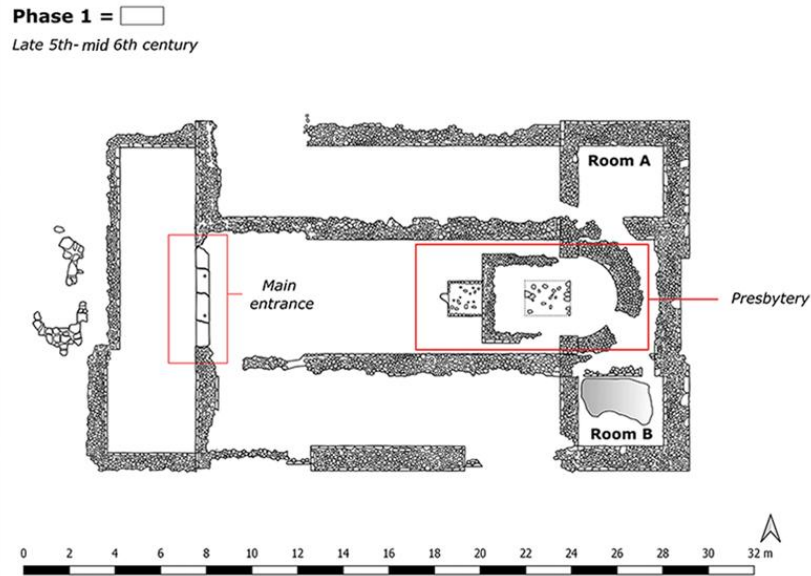 Phase 1 =
Late 5th- mid 6th century
Room A
Main
entrance
Presbytery
Room B
0 2 4 6 8 10 12 14 16 18 20 22 24 26 28 30 32 m